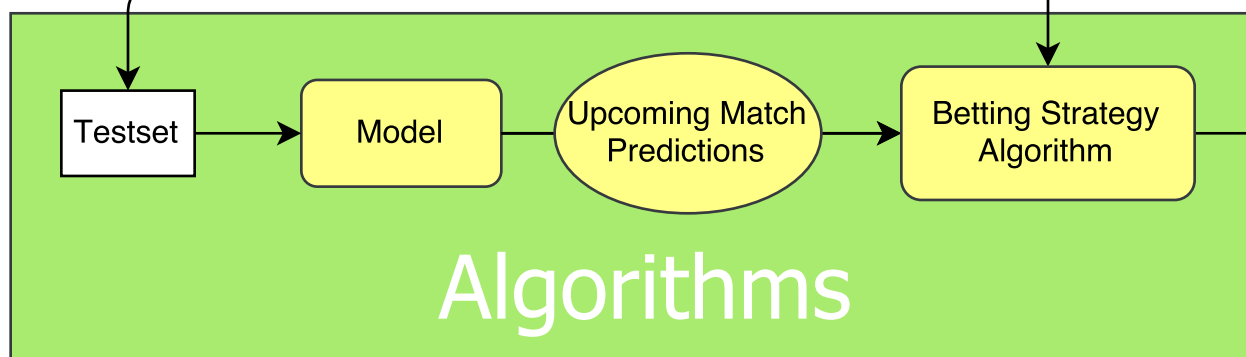 Testset
Model
Upcoming Match
Predictions
Betting Strategy
Algorithm
Algorithms